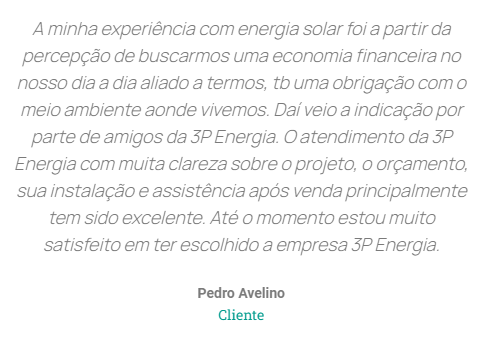 A minha experiência com energia solar foi a partir da
percepção de buscarmos uma economia financeira no
nosso dia a dia aliado a termos, tb uma obrigação com o
meio ambiente aonde vivemos. Daí veio a indicação por
parte de amigos da 3P Energia. O atendimento da 3P
Energia com muita clareza sobre o projeto, o orçamento,
sua instalação e assistência após venda principalmente
tem sido excelente. Até o momento estou muito
satisfeito em ter escolhido a empresa 3P Energia.
Pedro Avelino
Cliente